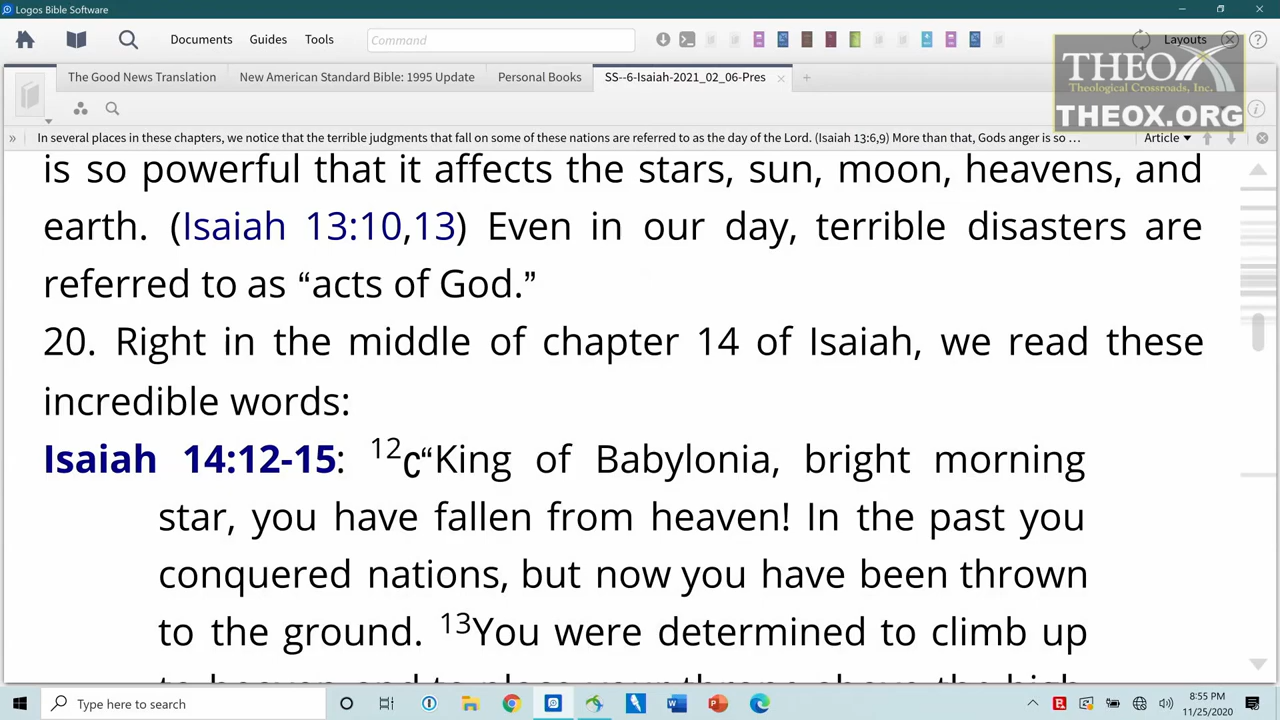 Logos Bible Software
Documents Guides Tools Command Layouts
THEOX
Theological Crossroads, Inc.
THEOX.ORG
The Good News Translation New American Standard Bible: 1995 Update Personal Books SS--6-Isaiah-2021_02_06-Pres
In several places in these chapters, we notice that the terrible judgments that fall on some of these nations are referred to as the day of the Lord. (Isaiah 13:6,9) More than that, Gods anger is so … Article
is so powerful that it affects the stars, sun, moon, heavens, and
earth. (Isaiah 13:10,13) Even in our day, terrible disasters are
referred to as “acts of God.”
20. Right in the middle of chapter 14 of Isaiah, we read these
incredible words:
Isaiah 14:12-15: 12c“King of Babylonia, bright morning
star, you have fallen from heaven! In the past you
conquered nations, but now you have been thrown
to the ground. 13You were determined to climb up
Type here to search
8:55 PM
11/25/2020